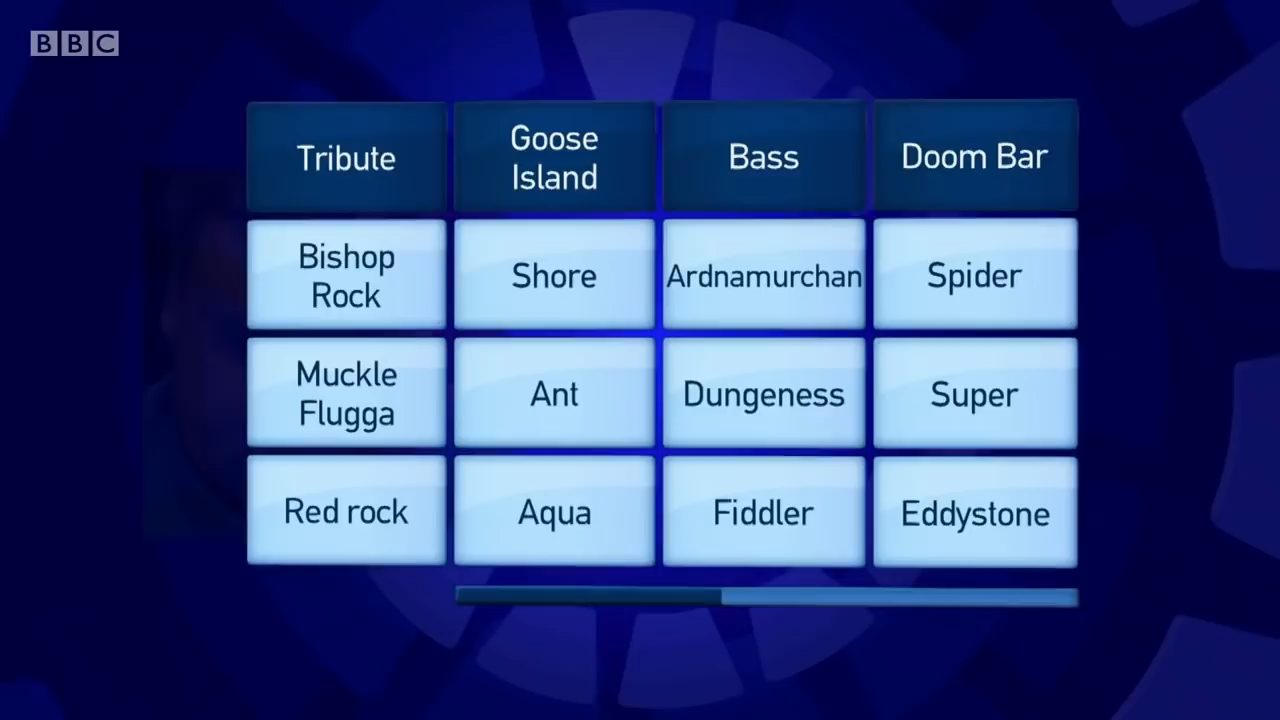 BBC
Tribute
Goose
Island
Bass
Doom Bar
Bishop
Rock
Shore
Ardnamurchan
Spider
Muckle
Flugga
Ant
Dungeness
Super
Red rock
Aqua
Fiddler
Eddystone